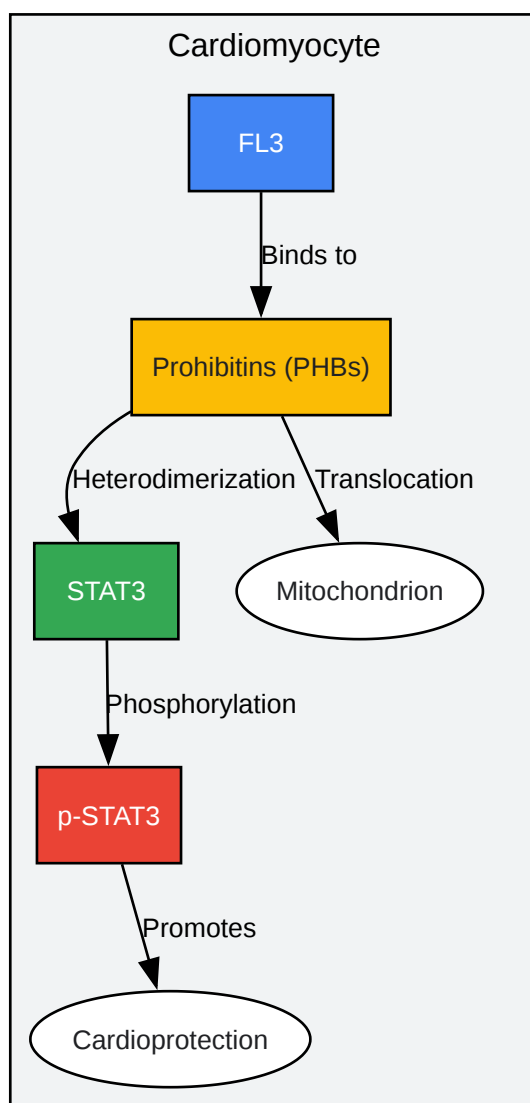 Cardiomyocyte
FL3
Binds to
Prohibitins (PHBs)
Heterodimerization
Translocation
STAT3
Mitochondrion
Phosphorylation
p-STAT3
Promotes
Cardioprotection